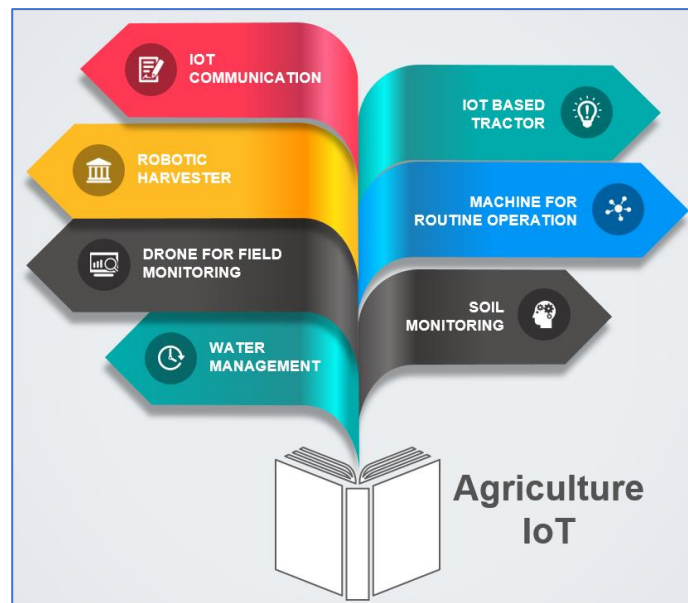 IOT
COMMUNICATION
IOT BASED
TRACTOR
ROBOTIC
HARVESTER
MACHINE FOR
ROUTINE OPERATION
DRONE FOR FIELD
MONITORING
SOIL
MONITORING
WATER
MANAGEMENT
Agriculture
IoT